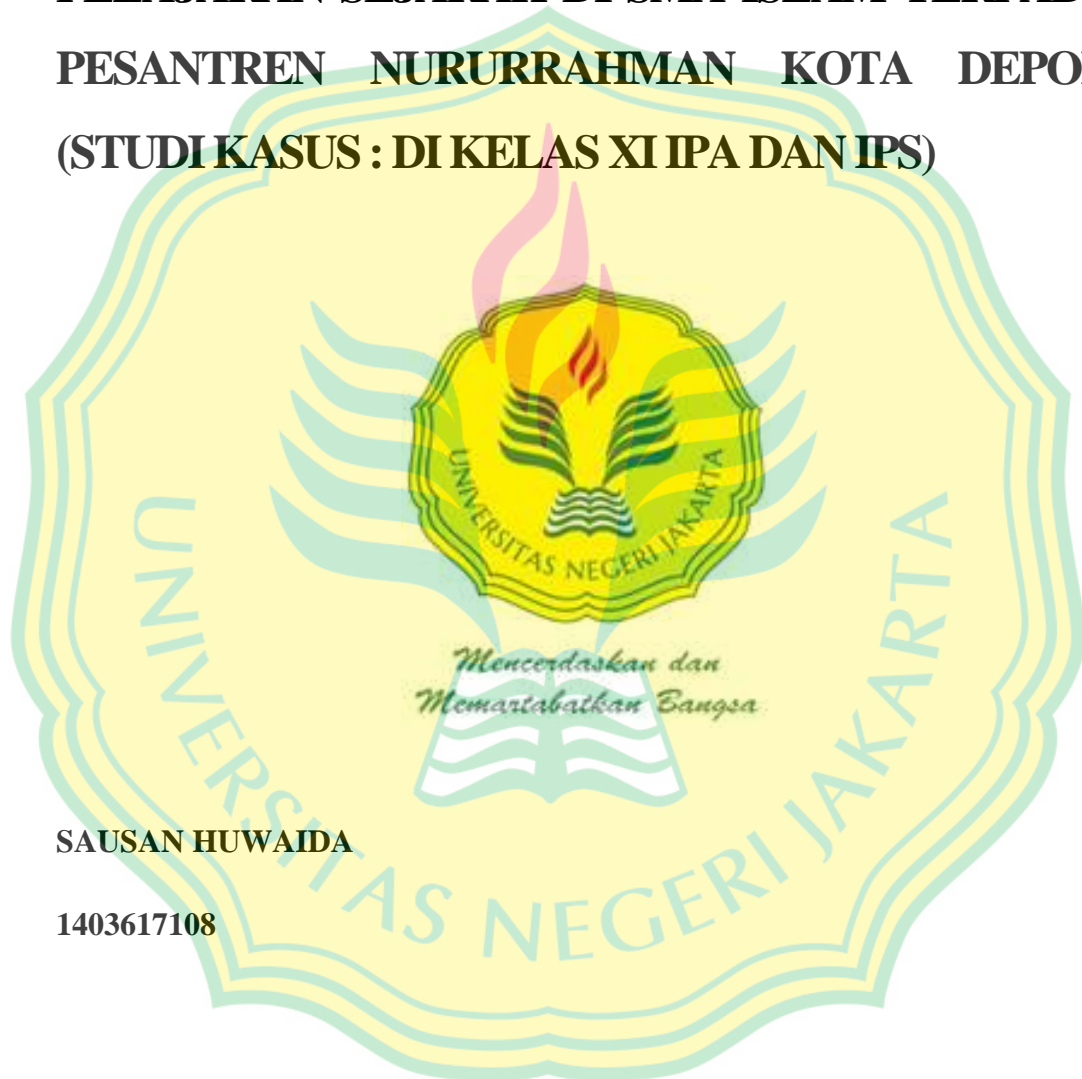 PESANTREN NURURRAHMAN KOTA
(STUDI KASUS : DI KELAS XI IPA DAN IPS)
UNIVERSITAS NEGERI JAKARTA
Mencerdaskan dan
Memartabatkan Bangsa
UNIVERSITAS NEGERI JAKARTA
SAUSAN HUWAIDA
1403617108